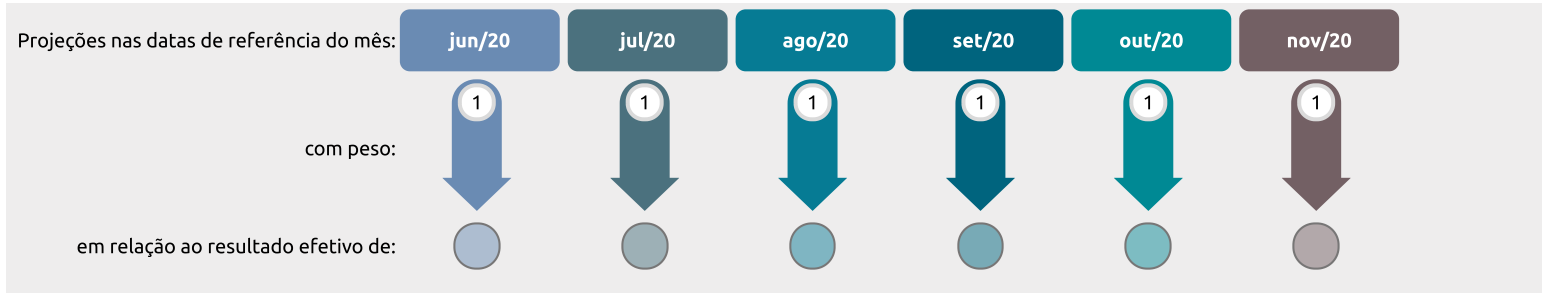 Projeções nas datas de referência do mês: jun/20 jul/20 ago/20 set/20 out/20 nov/20
1 1 1 1 1 1
com peso:
em relação ao resultado efetivo de: